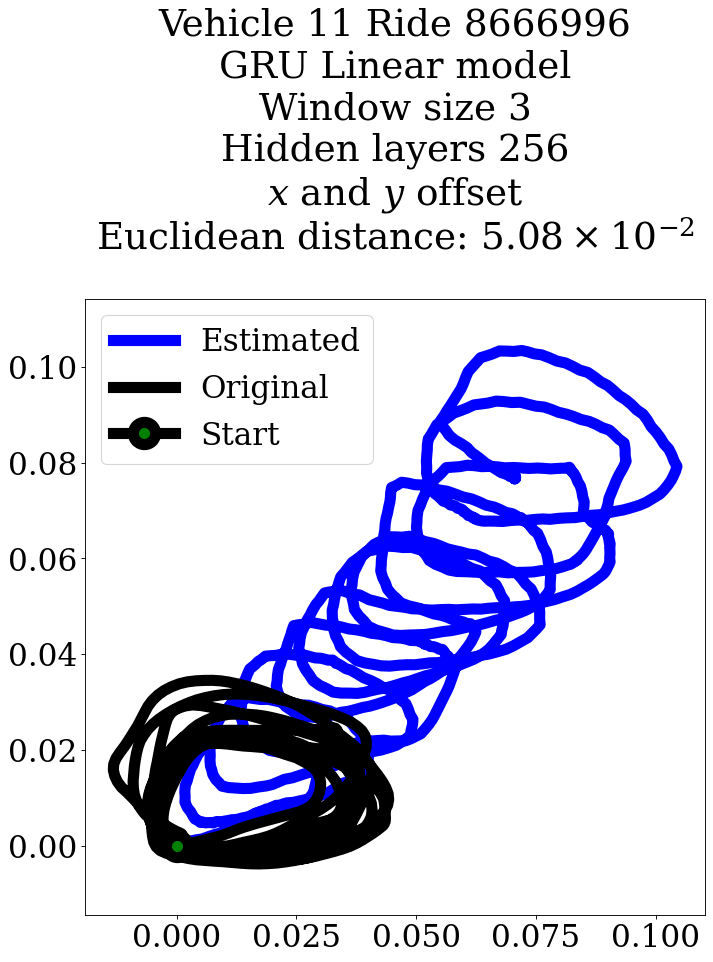 Vehicle 11 Ride 8666996
GRU Linear model
Window size 3
Hidden layers 256
x and y offset
Euclidean distance: 5.08 × 10⁻²
Estimated
Original
Start
0.10
0.08
0.06
0.04
0.02
0.00
0.000 0.025 0.050 0.075 0.100